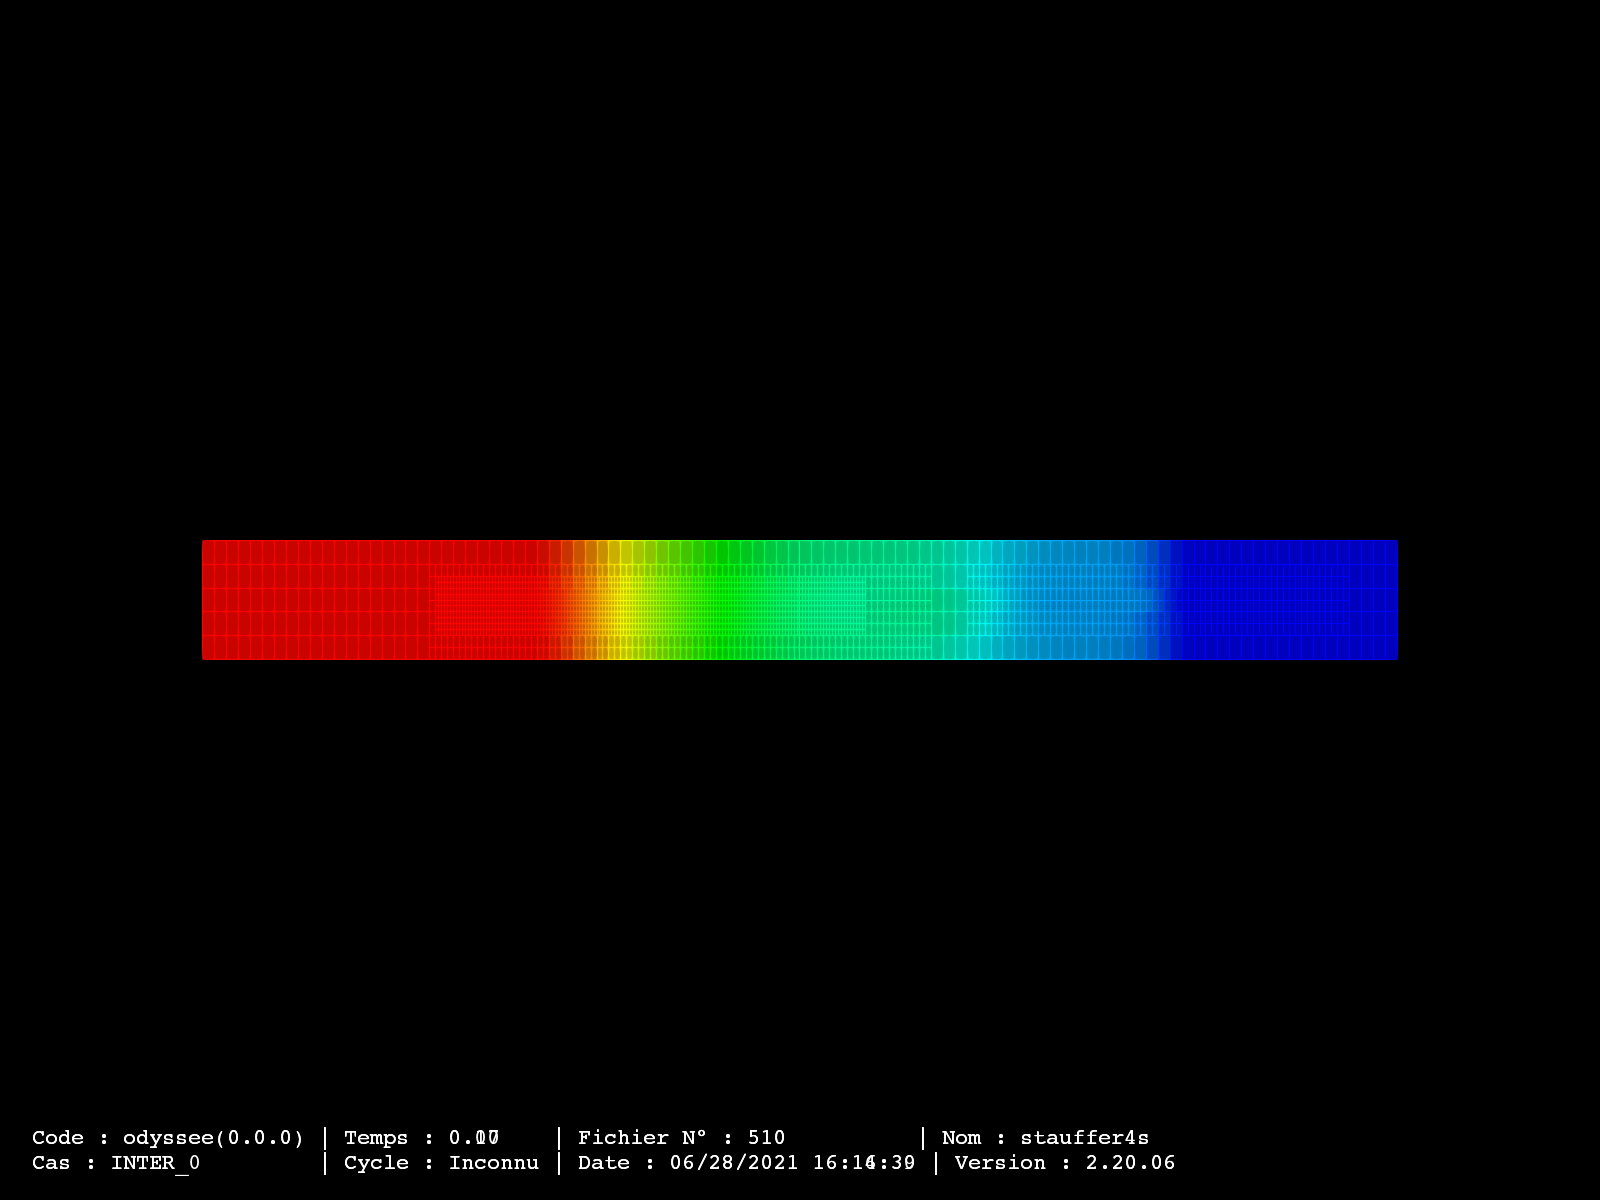 Code : odyssee(0.0.0) | Temps : | Fichier N° : 510 | Nom : stauffer4s
Cas : INTER_0 | Cycle : Inconnu | Date : 06/28/2021 | Version : 2.20.06